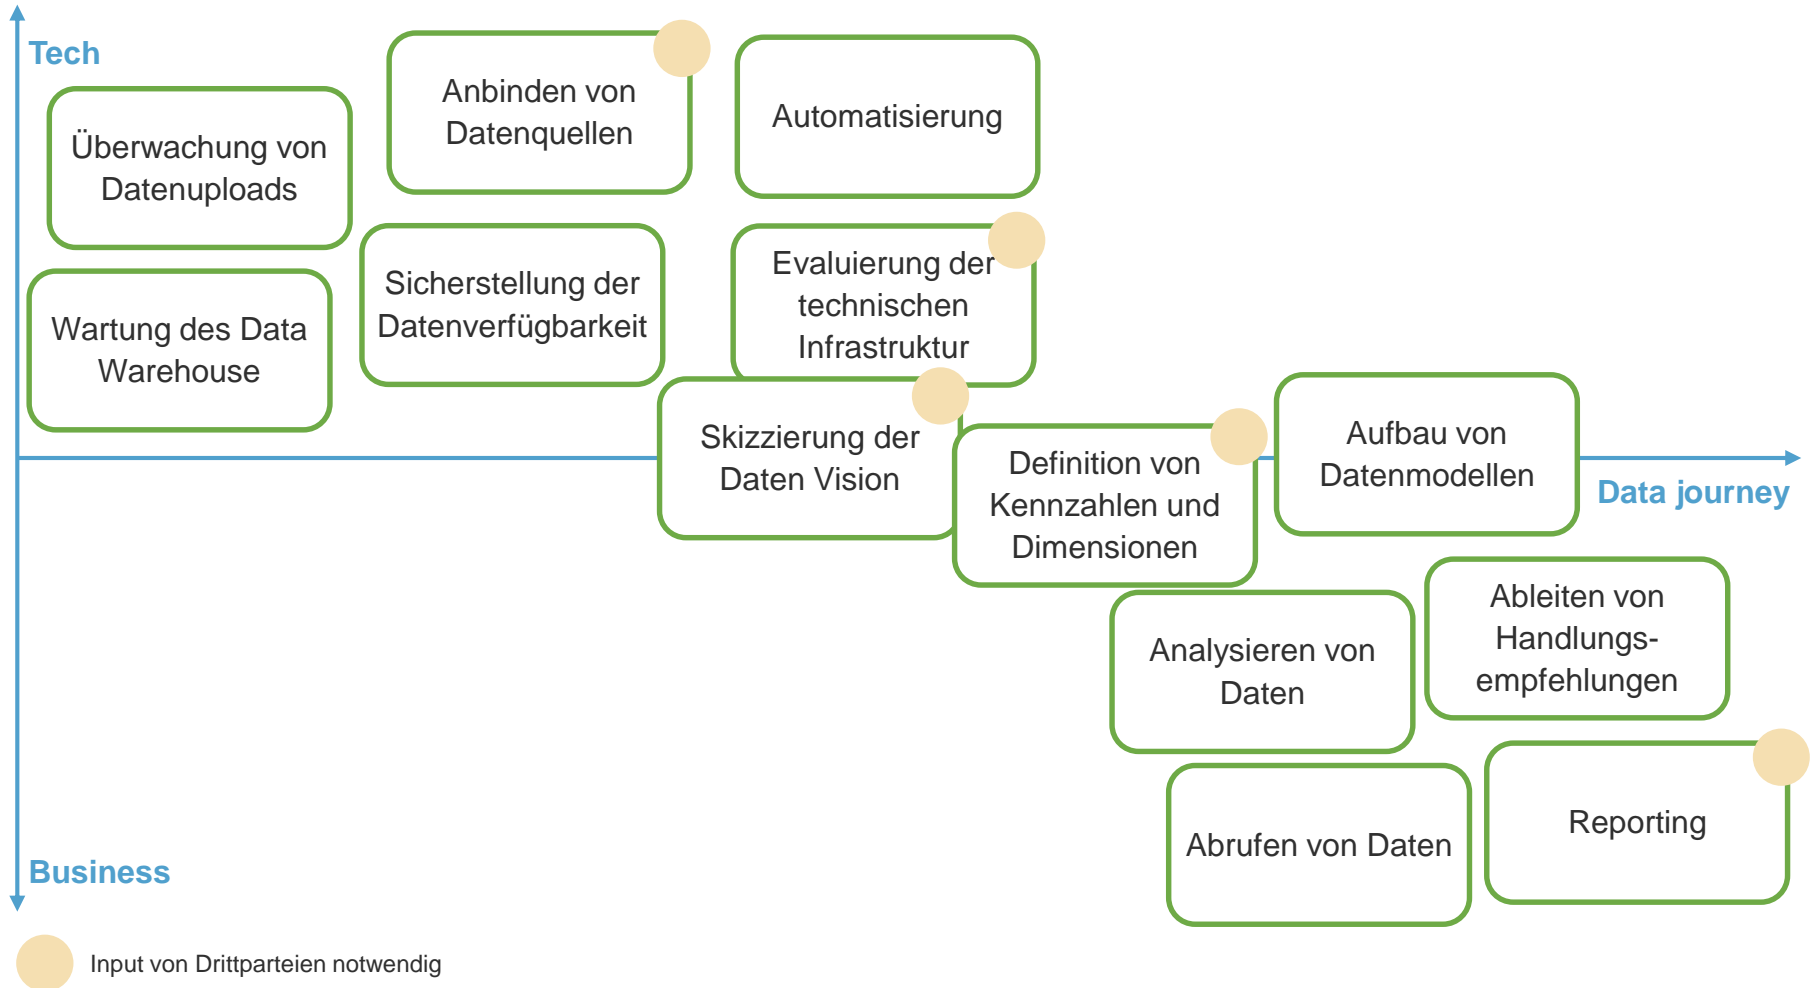 Tech
Überwachung von
Datenuploads
Anbinden von
Datenquellen
Automatisierung
Wartung des Data
Warehouse
Sicherstellung der
Datenverfügbarkeit
Evaluierung der
technischen
Infrastruktur
Skizzierung der
Daten Vision
Definition von
Kennzahlen und
Dimensionen
Aufbau von
Datenmodellen
Data journey
Analysieren von
Daten
Ableiten von
Handlungs-
empfehlungen
Abrufen von Daten
Reporting
Business
Input von Drittparteien notwendig